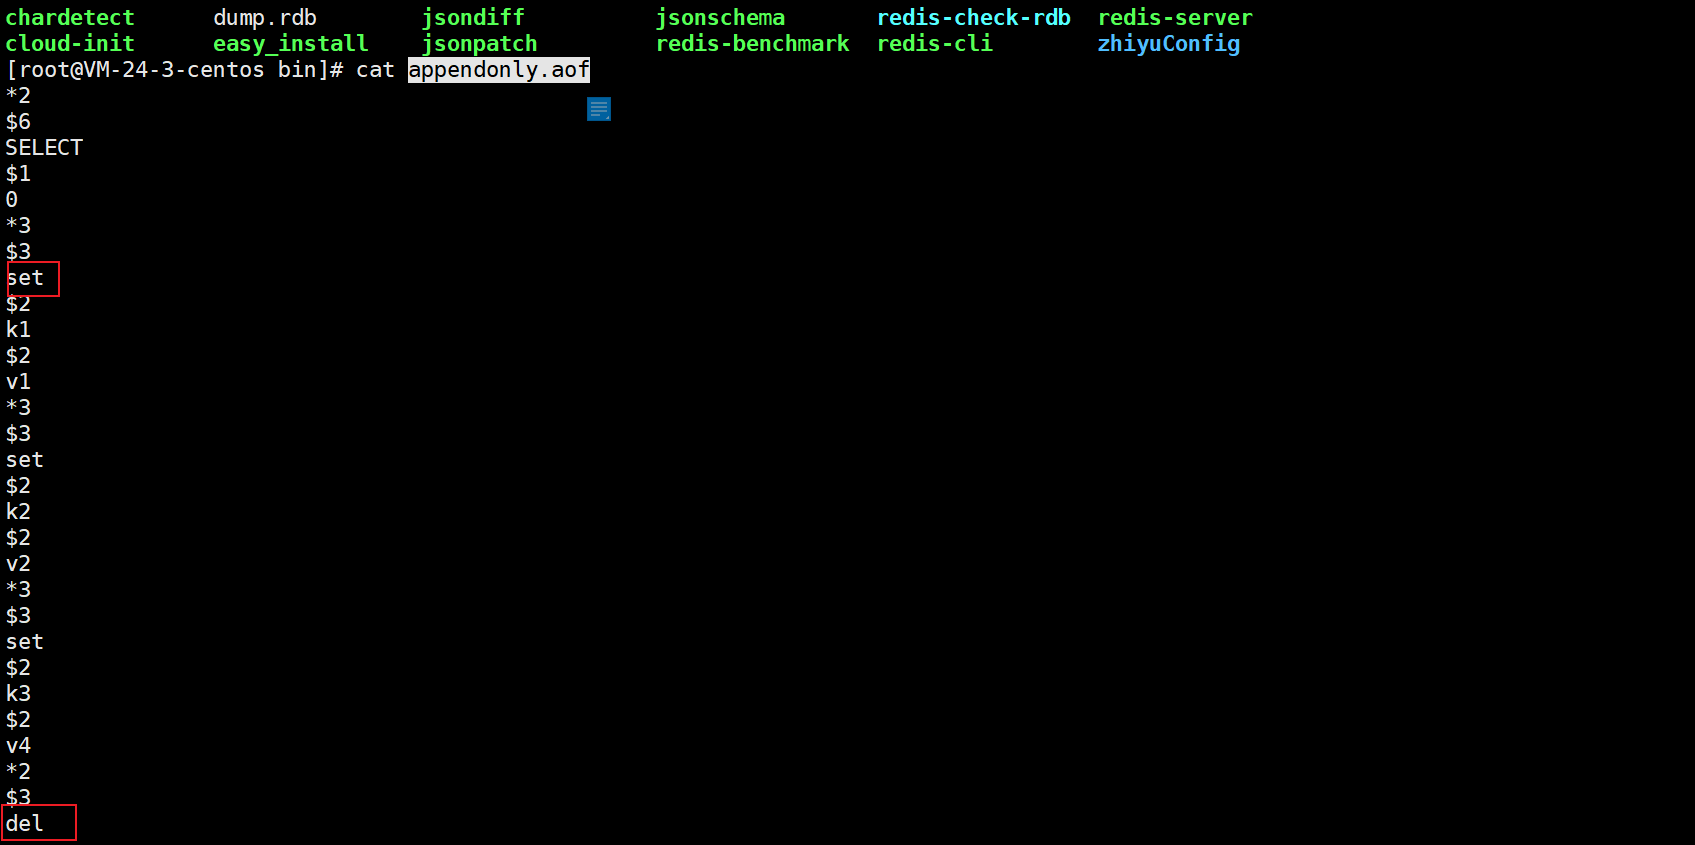 chardetect dump.rdb jsondiff jsonschema redis-check-rdb redis-server
cloud-init easy_install jsonpatch redis-benchmark redis-cli zhiyuConfig
[root@VM-24-3-centos bin]# cat appendonly.aof
*2
$6
SELECT
$1
0
*3
$3
set
$2
k1
$2
v1
*3
$3
set
$2
k2
$2
v2
*3
$3
set
$2
k3
$2
v4
*2
$3
del